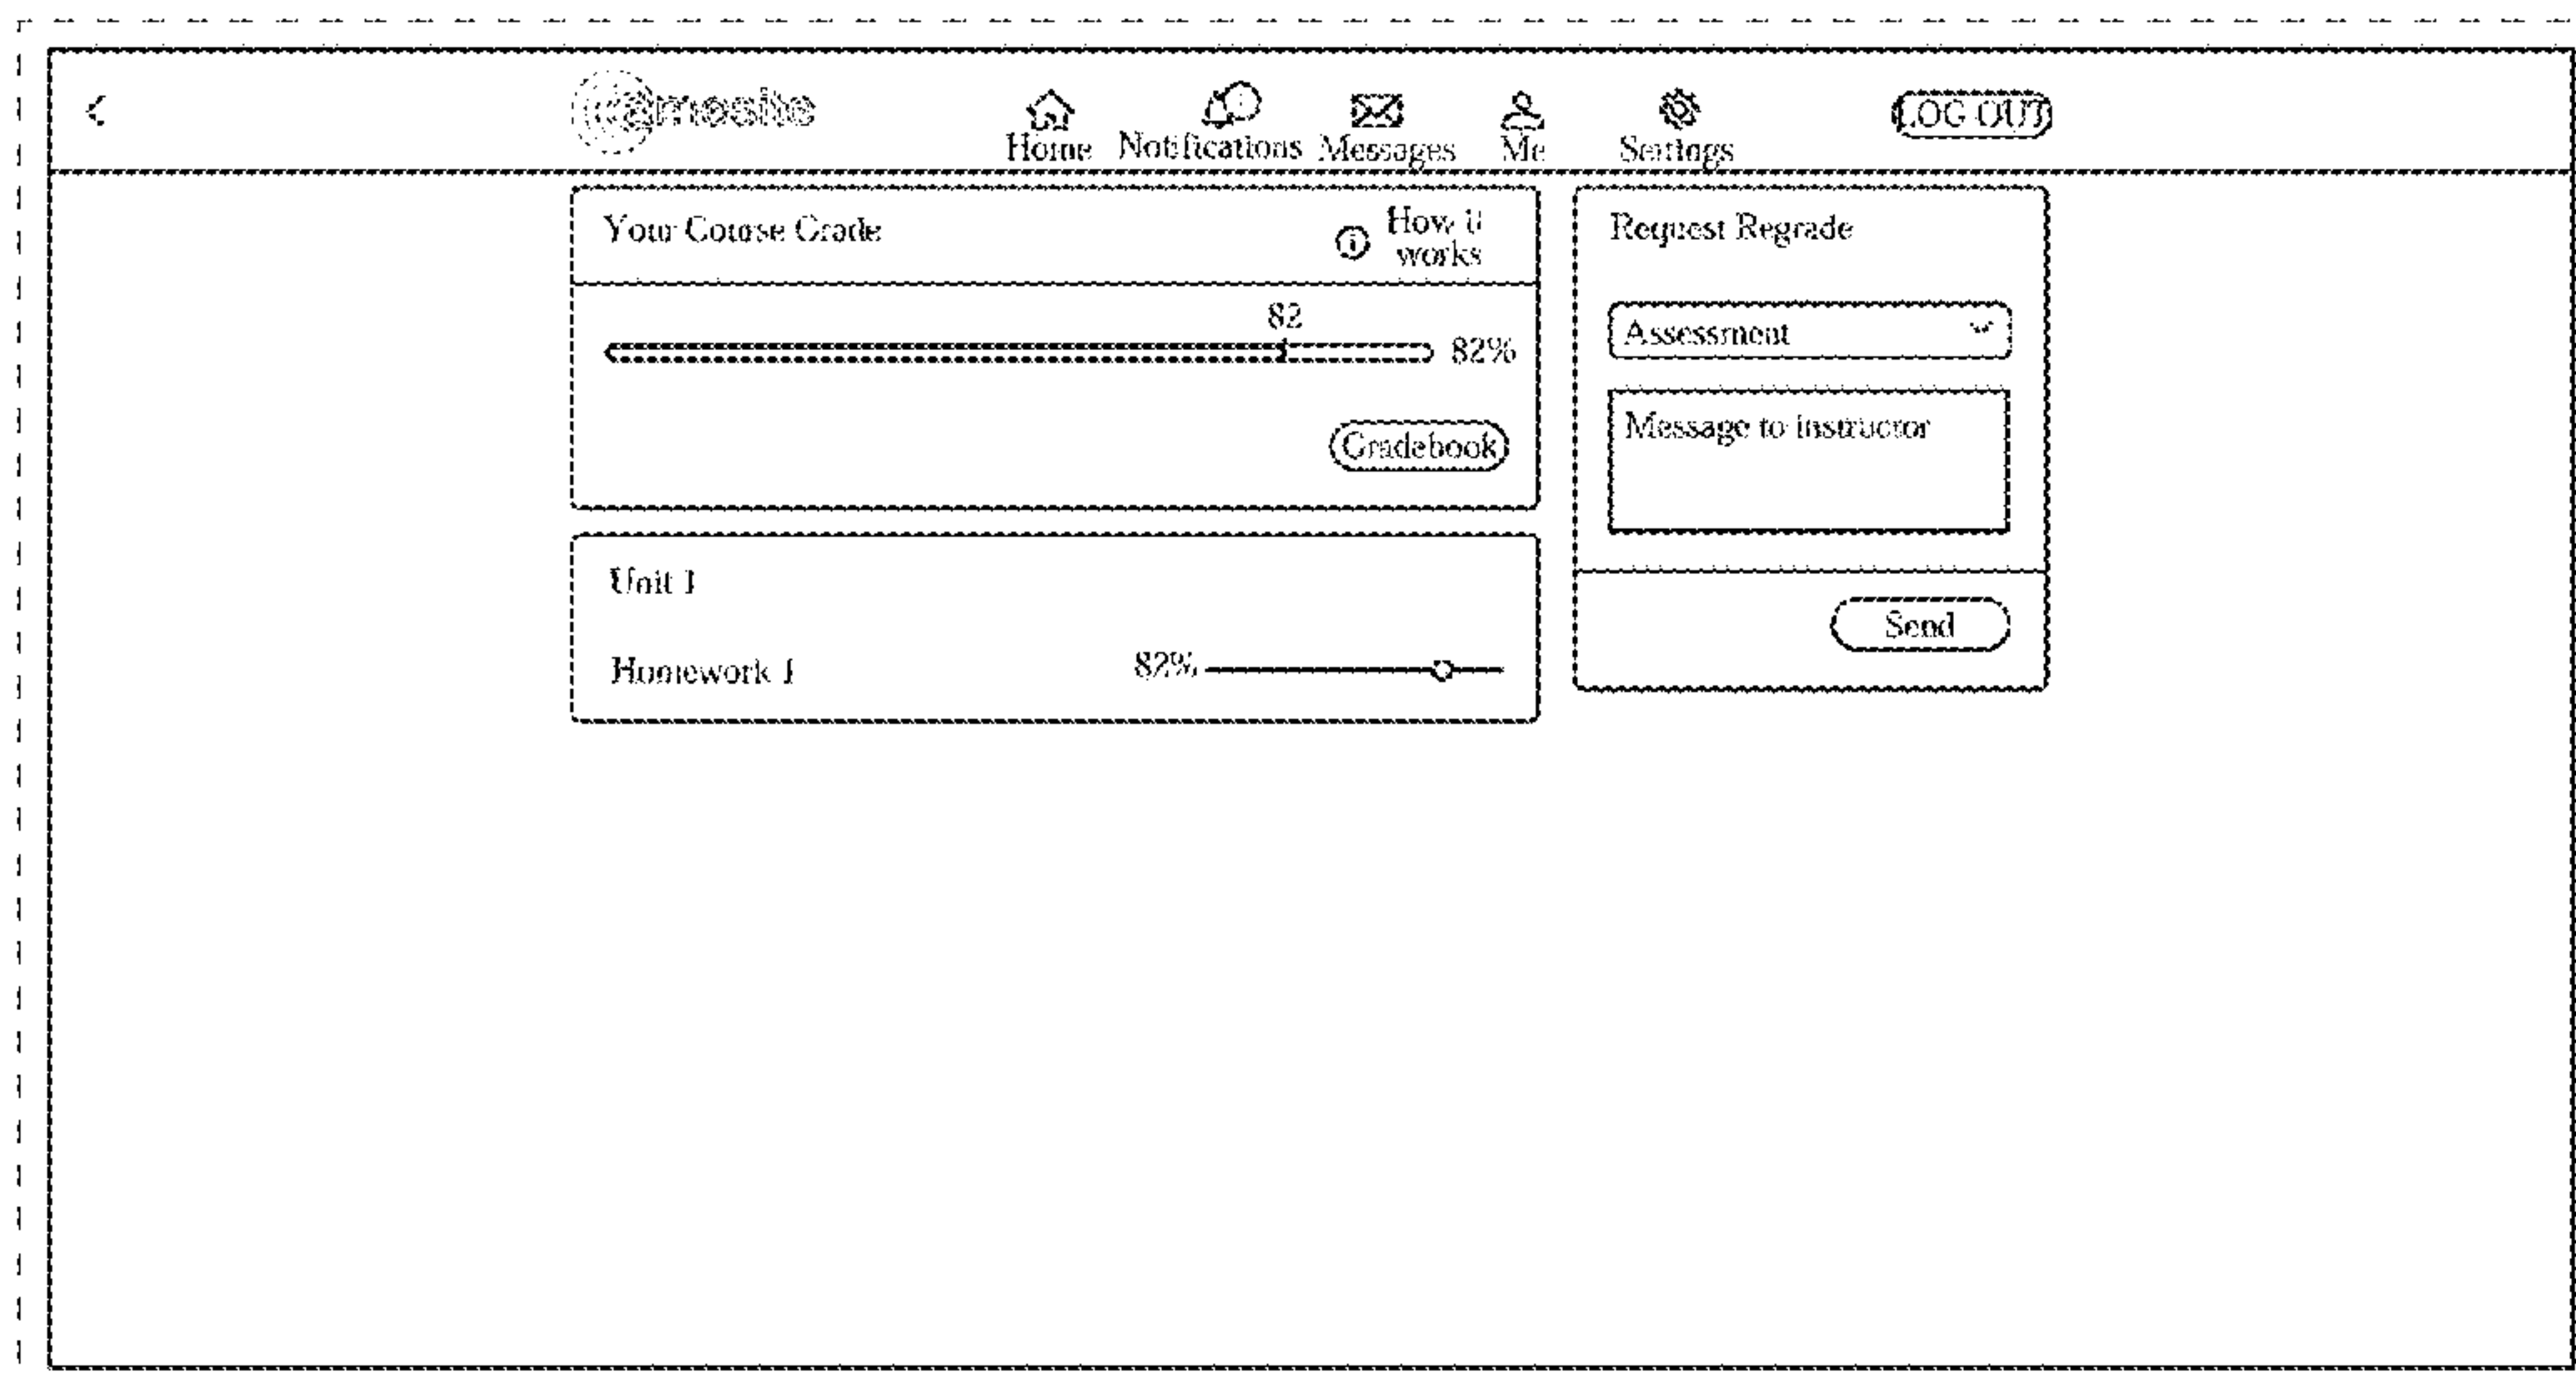 amesite
Home Notifications Messages Me Settings
LOG OUT
Your Course Grade
How it
works
82
82%
Gradebook
Unit 1
Homework 1 82%
Request Regrade
Assessment
Message to instructor
Send